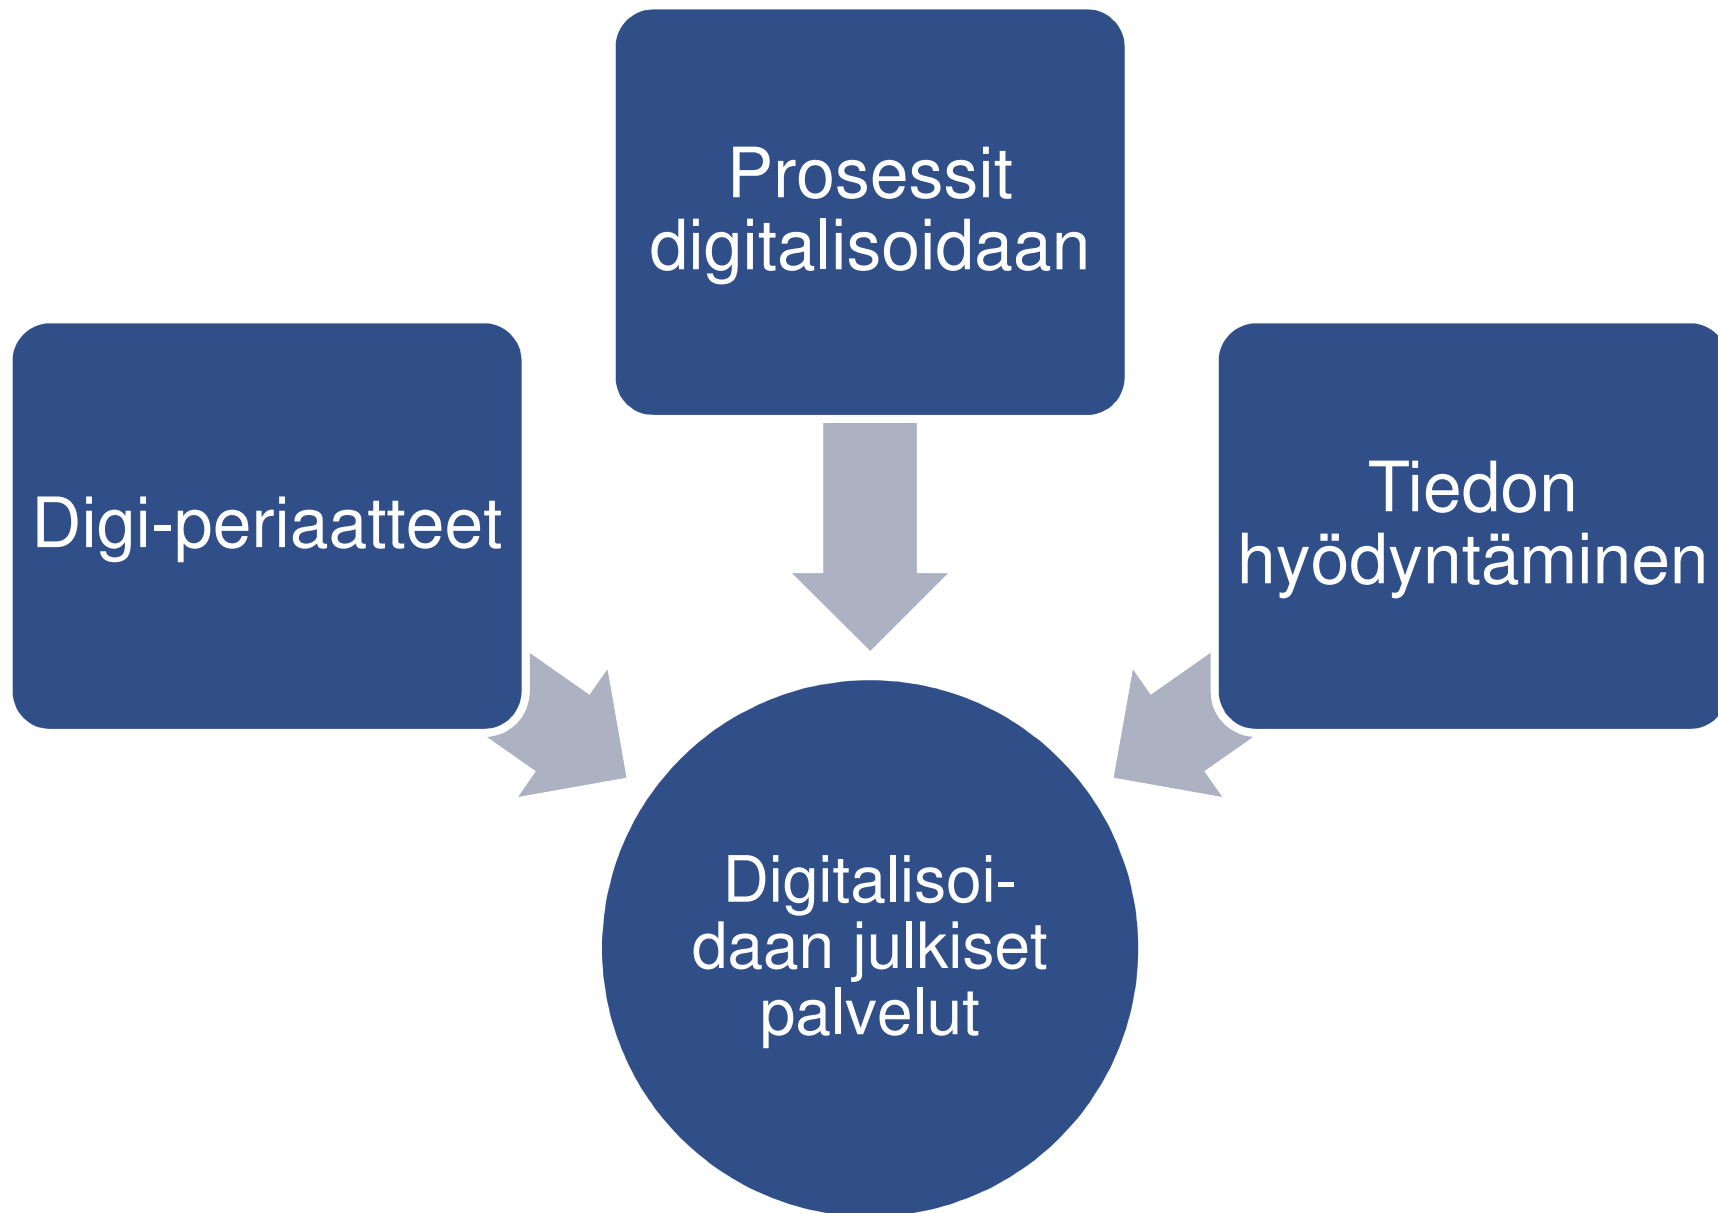 Prosessit
digitalisoidaan
Digi-periaatteet
Tiedon
hyödyntäminen
Digitalisoi-
daan julkiset
palvelut